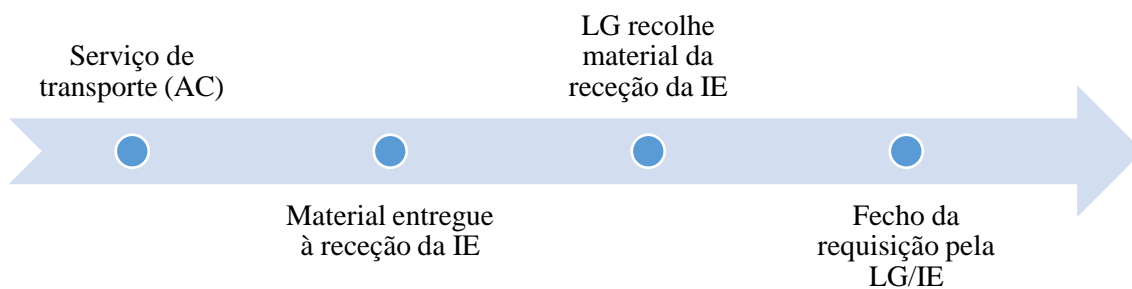 Serviço de
transporte (AC)
Material entregue
à receção da IE
LG recolhe
material da
receção da IE
Fecho da
requisição pela
LG/IE